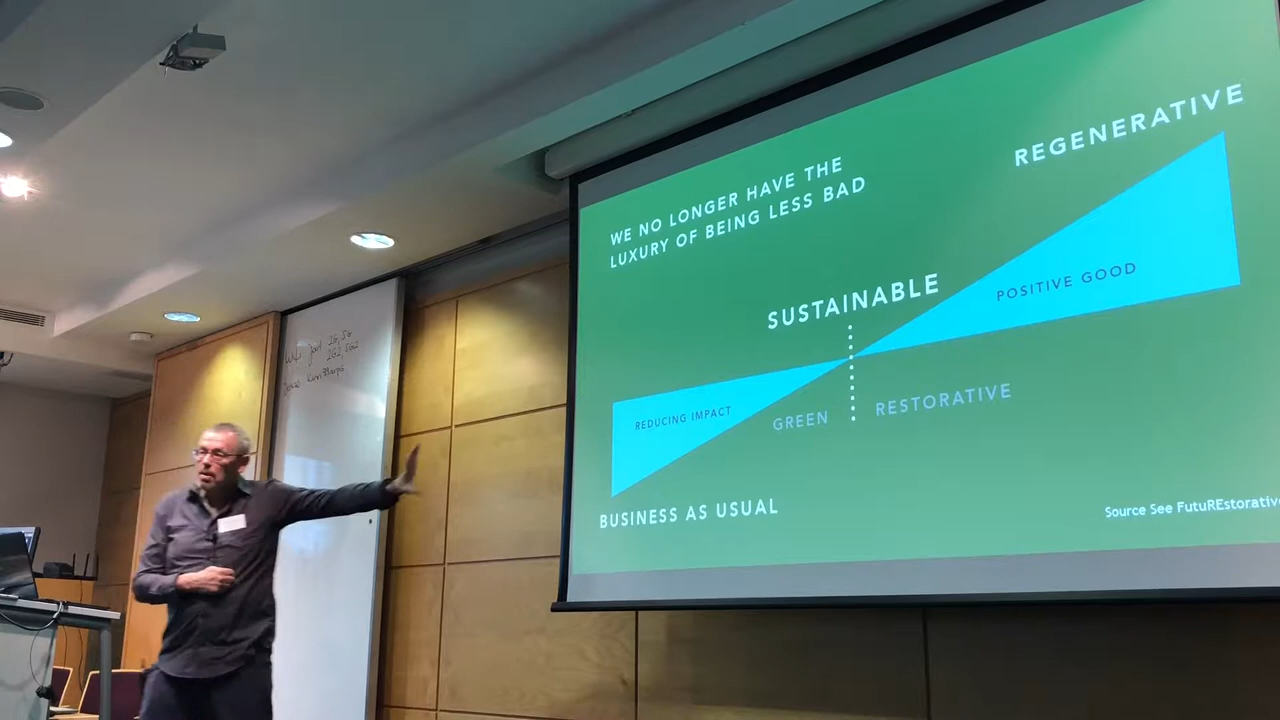 WE NO LONGER HAVE THE
LUXURY OF BEING LESS BAD
REGENERATIVE
SUSTAINABLE
POSITIVE GOOD
REDUCING IMPACT
GREEN
RESTORATIVE
BUSINESS AS USUAL
Source See FutuREstorative